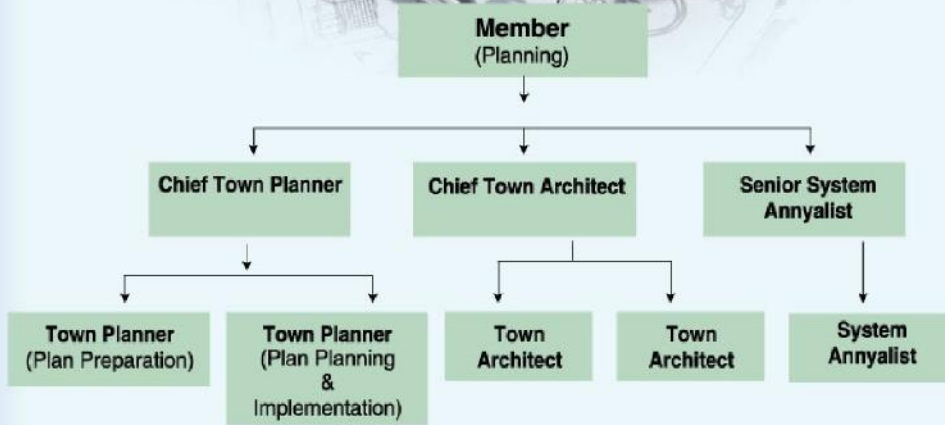 Member
(Planning)
Chief Town Planner
Chief Town Architect
Senior System
Annyalist
Town Planner
(Plan Preparation)
Town Planner
(Plan Planning
&
Implementation)
Town
Architect
Town
Architect
System
Annyalist